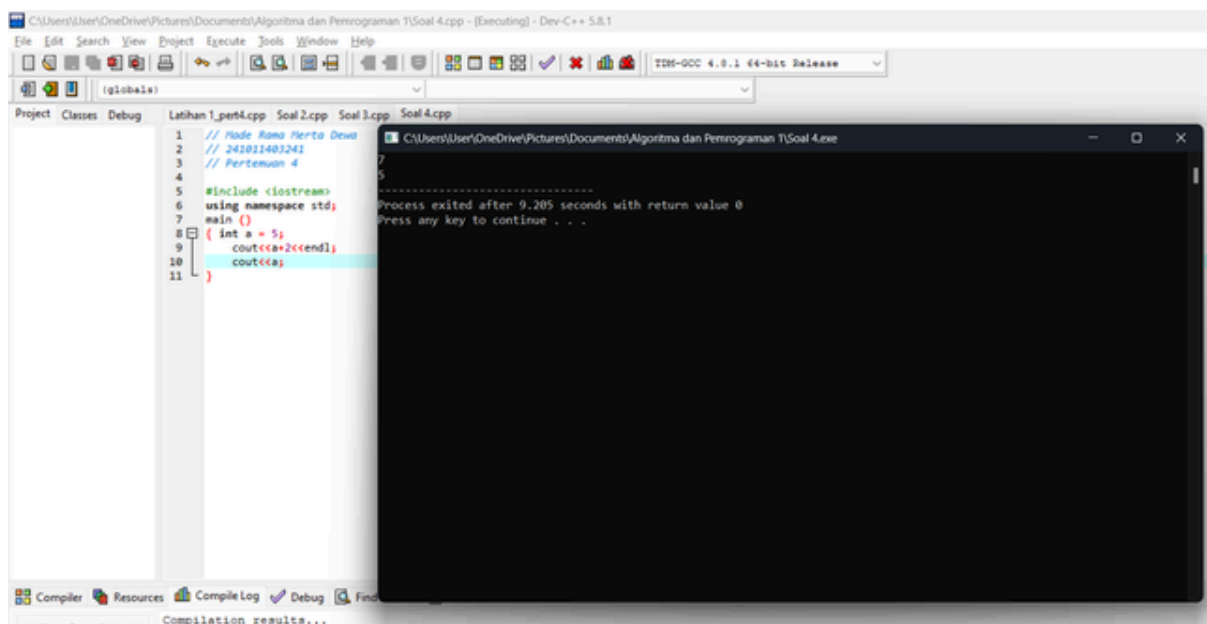 C:\Users\User\OneDrive\Pictures\Documents\Algoritma dan Pemrograman 1\Soal 4.cpp - [Executing] - Dev-C++ 5.8.1
File Edit Search View Project Execute Tools Window Help
TDM-GCC 4.8.1 64-bit Release
(globals)
Project Classes Debug
Latihan 1_pert4.cpp Soal 2.cpp Soal 3.cpp Soal 4.cpp
1 // Made Rama Merta Dewa
2 // 241011403241
3 // Pertemuan 4
4
5 #include <iostream>
6 using namespace std;
7 main ()
8 { int a = 5;
9 cout<<a+2<<endl;
10 cout<<a;
11 }
C:\Users\User\OneDrive\Pictures\Documents\Algoritma dan Pemrograman 1\Soal 4.exe
7
5
--------------------------------
Process exited after 9.205 seconds with return value 0
Press any key to continue . . .
Compiler Resources Compile Log Debug Find
Compilation results...